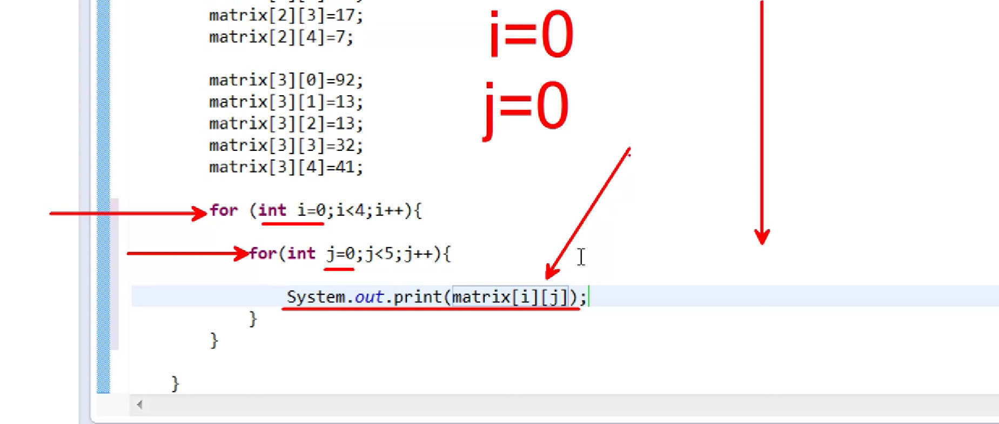 matrix[2][3]=17;
matrix[2][4]=7;
i=0
j=0
matrix[3][0]=92;
matrix[3][1]=13;
matrix[3][2]=13;
matrix[3][3]=32;
matrix[3][4]=41;
for (int i=0;i<4;i++){
for(int j=0;j<5;j++){
System.out.print(matrix[i][j]);
}
}
}